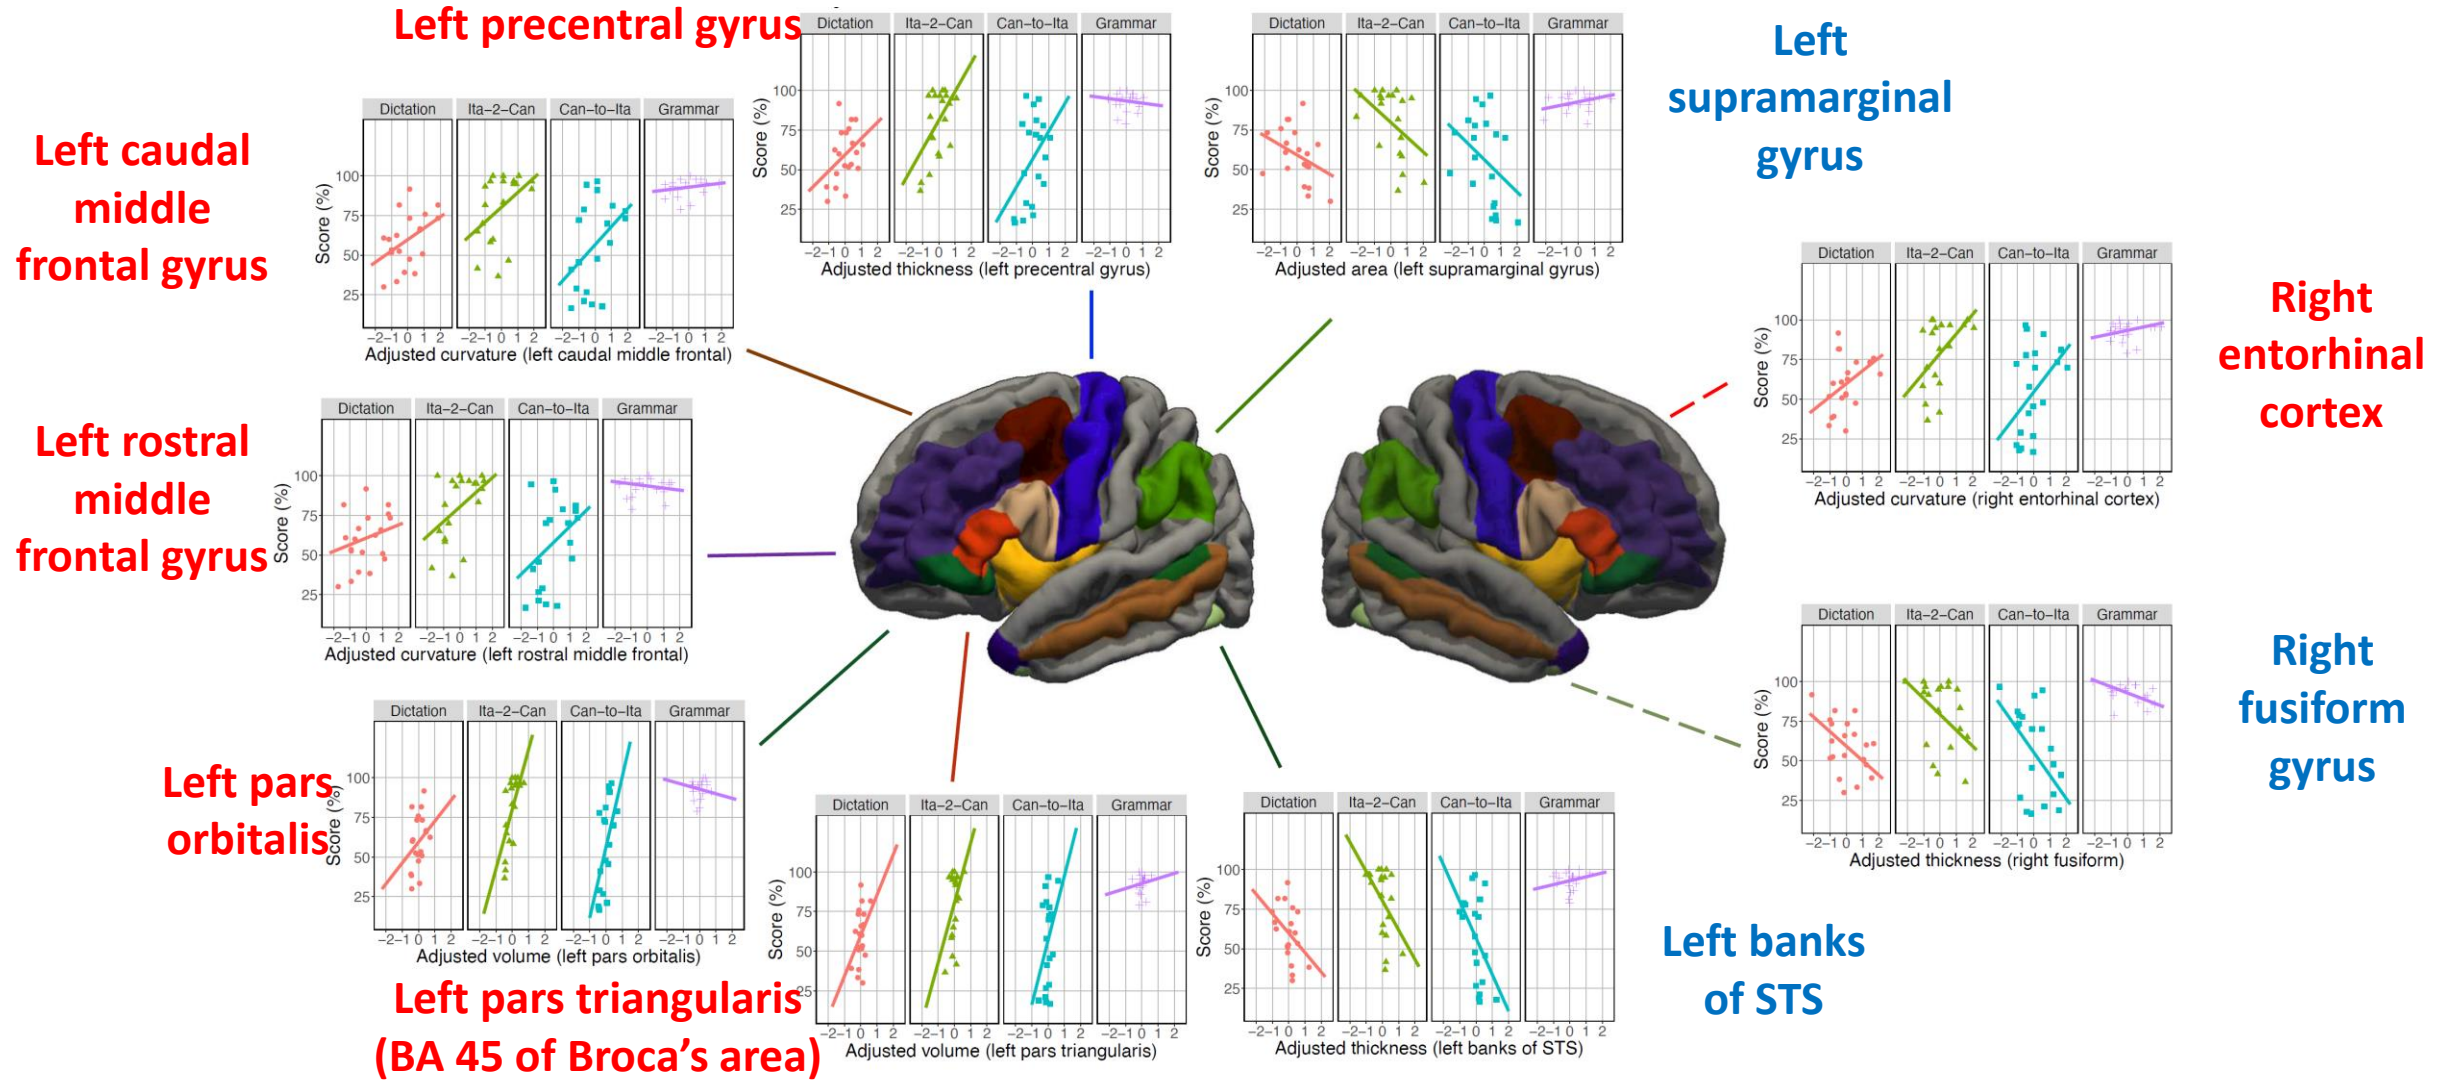 Left precentral gyrus
Dictation Ita–2–Can Can–to–Ita Grammar
Score (%)
100
75
50
25
–2–1 0 1 2 –2–1 0 1 2 –2–1 0 1 2 –2–1 0 1 2
Adjusted thickness (left precentral gyrus)
Dictation Ita–2–Can Can–to–Ita Grammar
Score (%)
100
75
50
25
–2–1 0 1 2 –2–1 0 1 2 –2–1 0 1 2 –2–1 0 1 2
Adjusted area (left supramarginal gyrus)
Left
supramarginal
gyrus
Left caudal
middle
frontal gyrus
Dictation Ita–2–Can Can–to–Ita Grammar
Score (%)
100
75
50
25
–2–1 0 1 2 –2–1 0 1 2 –2–1 0 1 2 –2–1 0 1 2
Adjusted curvature (left caudal middle frontal)
Dictation Ita–2–Can Can–to–Ita Grammar
Score (%)
100
75
50
25
–2–1 0 1 2 –2–1 0 1 2 –2–1 0 1 2 –2–1 0 1 2
Adjusted curvature (right entorhinal cortex)
Right
entorhinal
cortex
Left rostral
middle
frontal gyrus
Dictation Ita–2–Can Can–to–Ita Grammar
Score (%)
100
75
50
25
–2–1 0 1 2 –2–1 0 1 2 –2–1 0 1 2 –2–1 0 1 2
Adjusted curvature (left rostral middle frontal)
Dictation Ita–2–Can Can–to–Ita Grammar
Score (%)
100
75
50
25
–2–1 0 1 2 –2–1 0 1 2 –2–1 0 1 2 –2–1 0 1 2
Adjusted thickness (right fusiform)
Right
fusiform
gyrus
Left pars
orbitalis
Dictation Ita–2–Can Can–to–Ita Grammar
Score (%)
100
75
50
25
–2–1 0 1 2 –2–1 0 1 2 –2–1 0 1 2 –2–1 0 1 2
Adjusted volume (left pars orbitalis)
Left pars triangularis
(BA 45 of Broca’s area)
Dictation Ita–2–Can Can–to–Ita Grammar
Score (%)
100
75
50
25
–2–1 0 1 2 –2–1 0 1 2 –2–1 0 1 2 –2–1 0 1 2
Adjusted volume (left pars triangularis)
Dictation Ita–2–Can Can–to–Ita Grammar
Score (%)
100
75
50
25
–2–1 0 1 2 –2–1 0 1 2 –2–1 0 1 2 –2–1 0 1 2
Adjusted thickness (left banks of STS)
Left banks
of STS